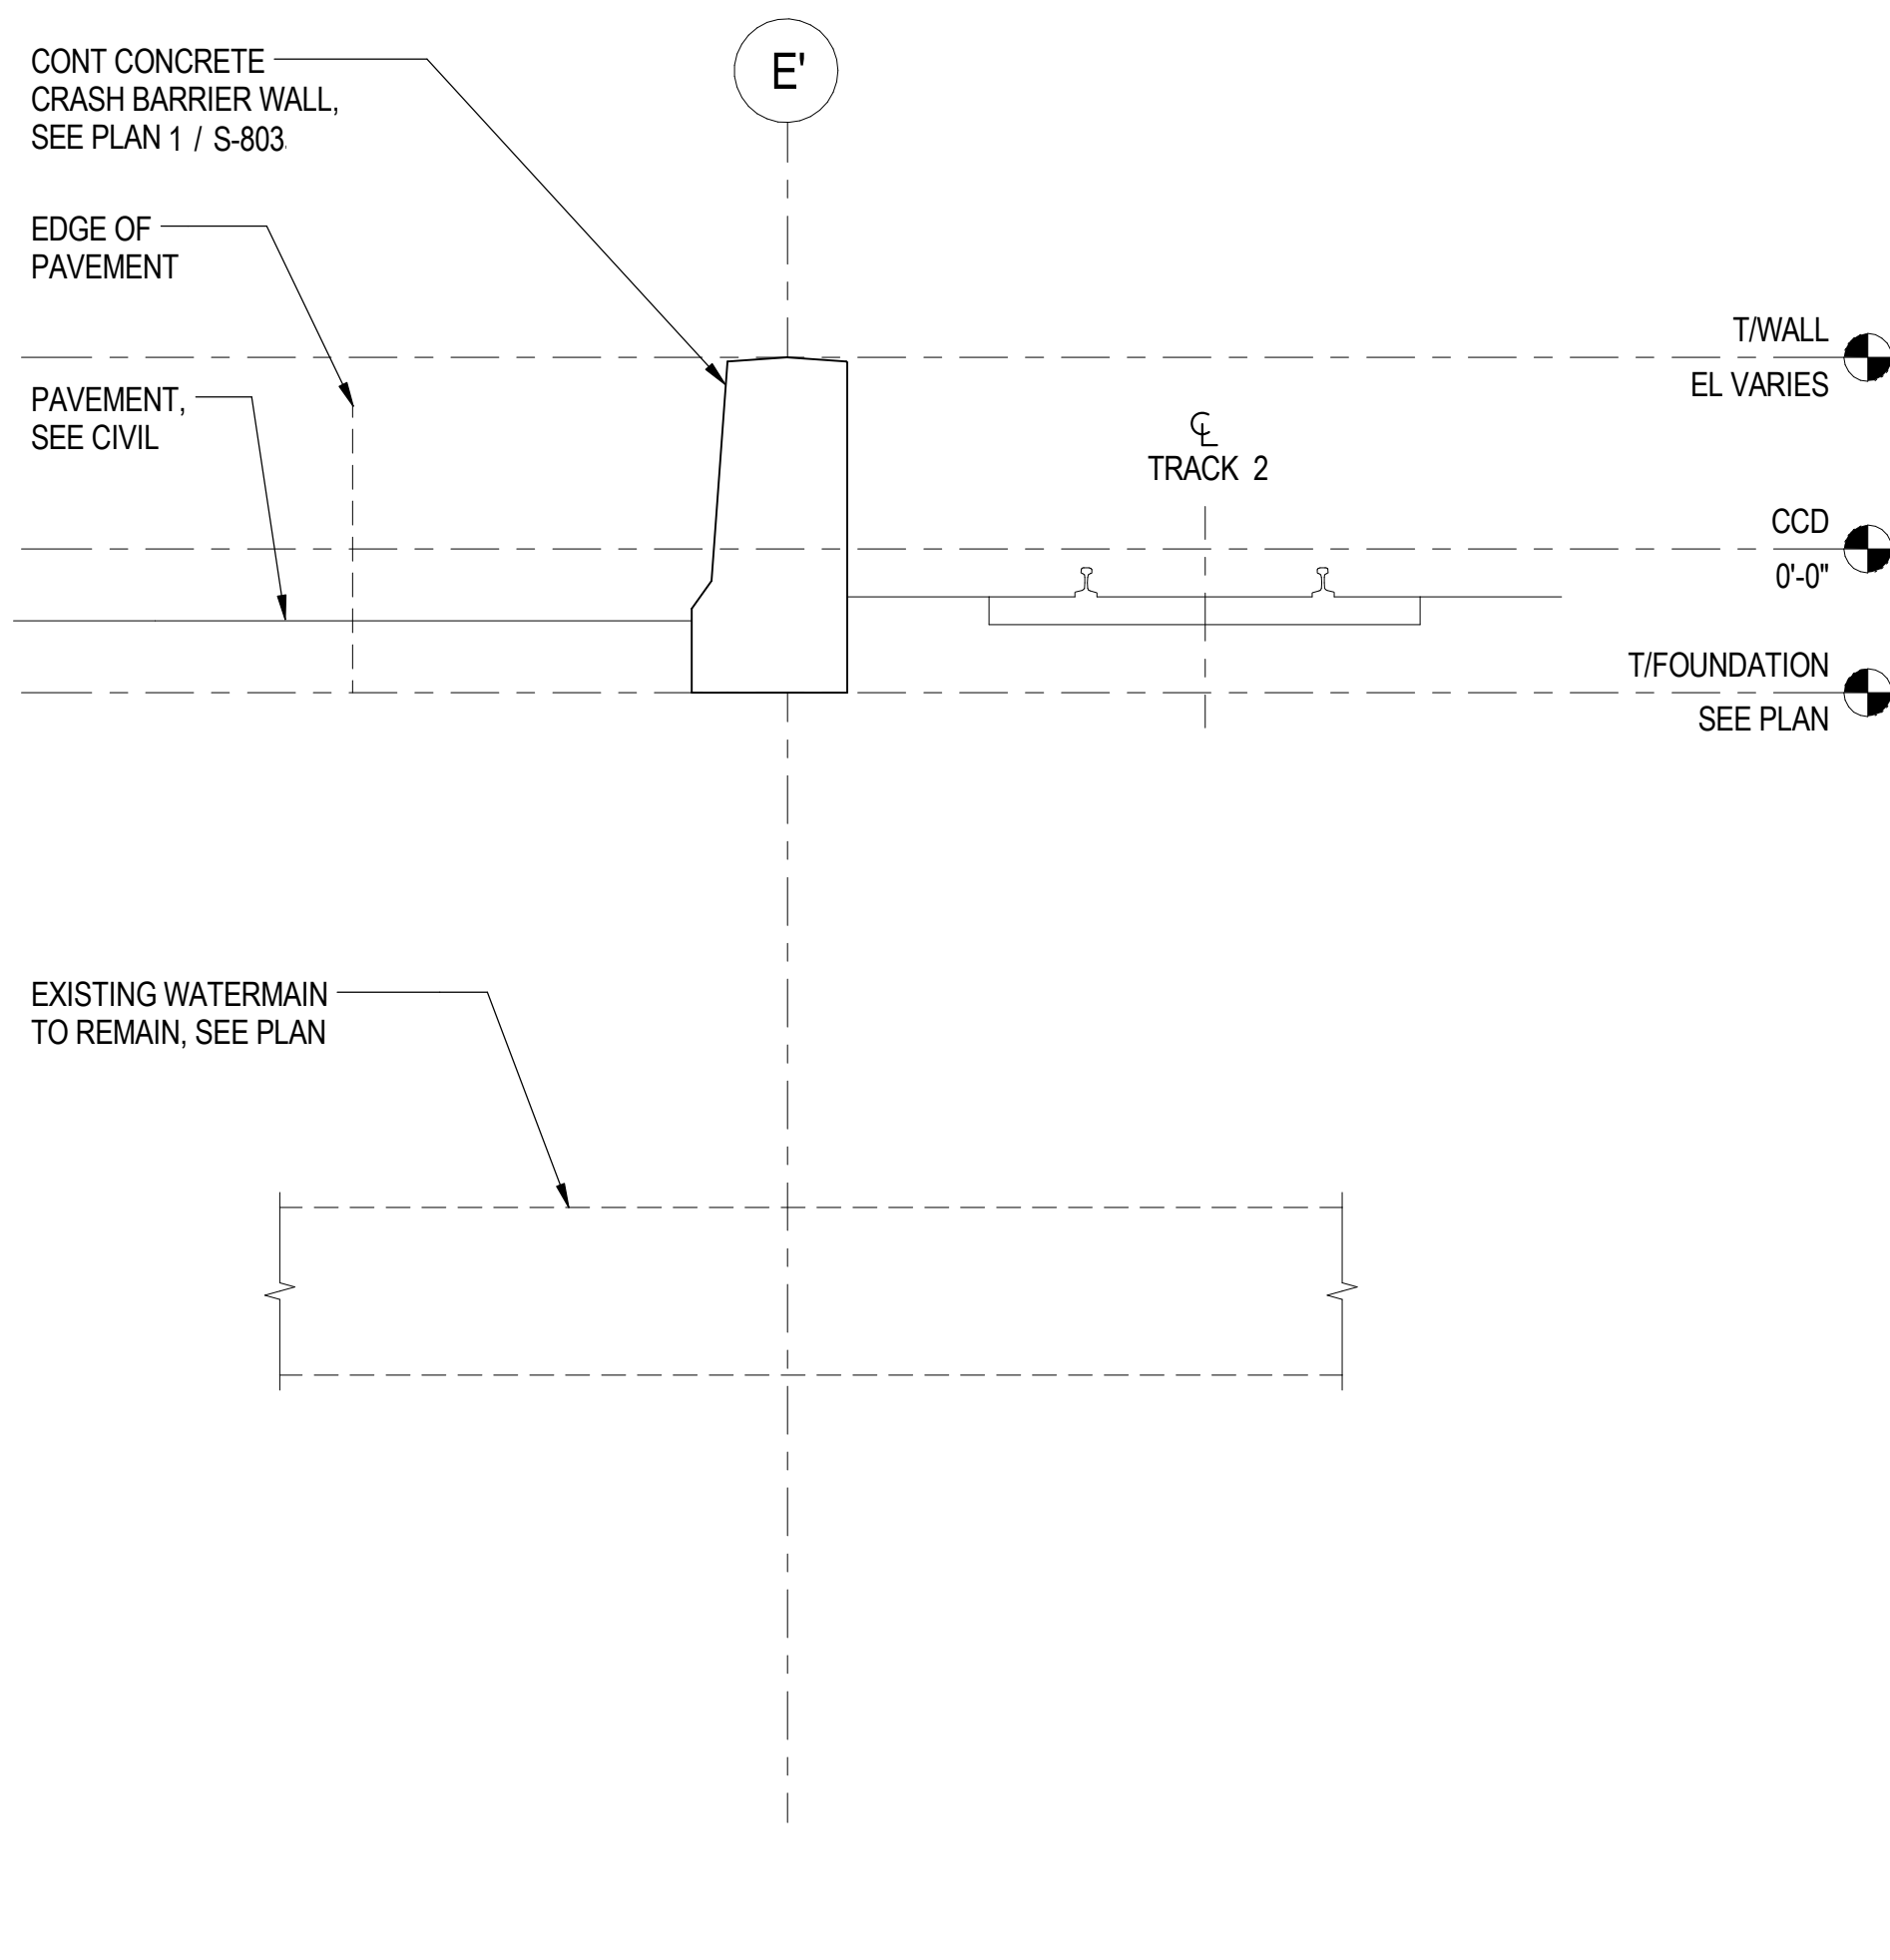 E'
CONT CONCRETE
CRASH BARRIER WALL,
SEE PLAN 1 / S-803
EDGE OF
PAVEMENT
PAVEMENT,
SEE CIVIL
T/WALL
EL VARIES
℄
TRACK 2
CCD
0'-0"
T/FOUNDATION
SEE PLAN
EXISTING WATERMAIN
TO REMAIN, SEE PLAN